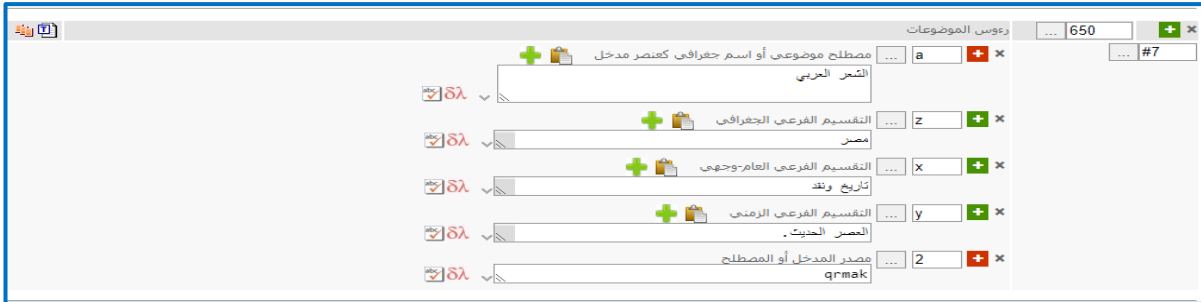 650 ... رءوس الموضوعات
#7 ...
a ... مصطلح موضوعي أو اسم جغرافي كعنصر مدخل
الشعر العربي
z ... التقسيم الفرعي الجغرافي
مصر
x ... التقسيم الفرعي العام-وجهي
تاريخ ونقد
y ... التقسيم الفرعي الزمني
العصر الحديث.
2 ... مصدر المدخل أو المصطلح
qrmak